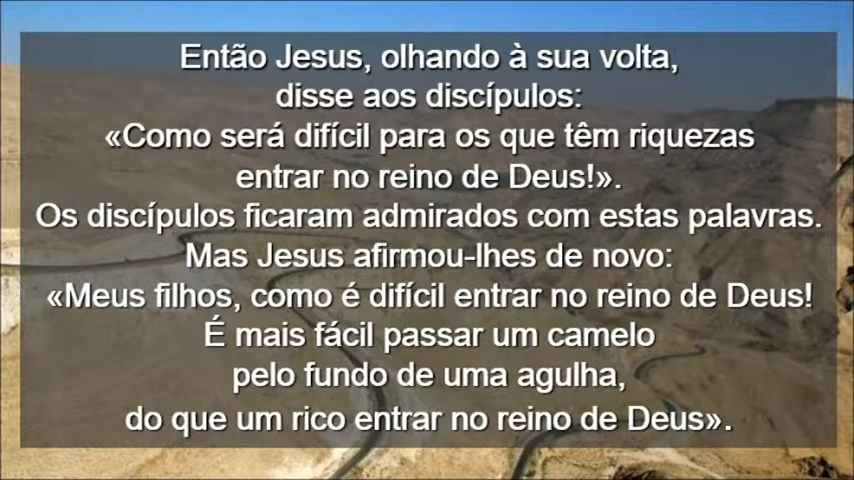 Então Jesus, olhando à sua volta,
disse aos discípulos:
«Como será difícil para os que têm riquezas
entrar no reino de Deus!».
Os discípulos ficaram admirados com estas palavras.
Mas Jesus afirmou-lhes de novo:
«Meus filhos, como é difícil entrar no reino de Deus!
É mais fácil passar um camelo
pelo fundo de uma agulha,
do que um rico entrar no reino de Deus».